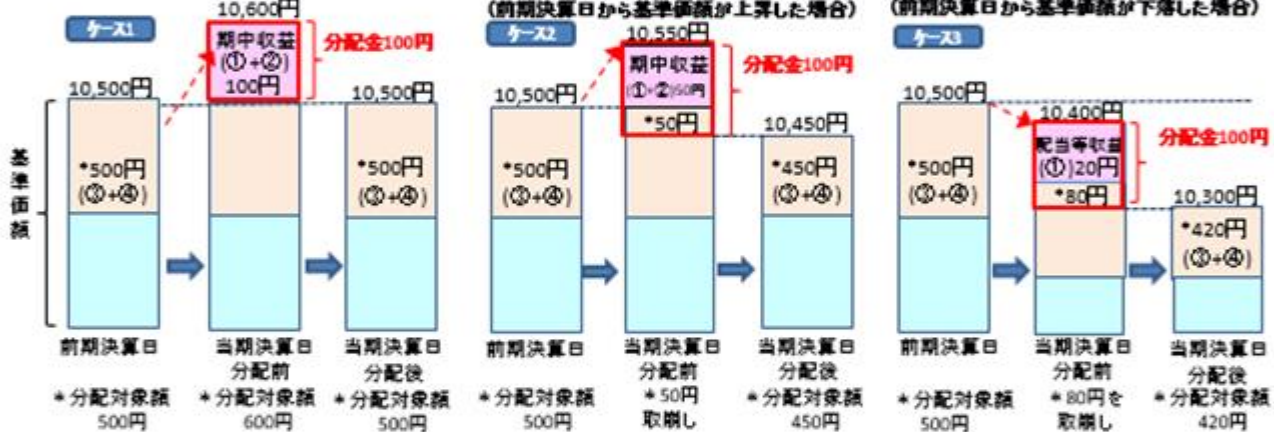 ケース1
10,600円
期中収益
(①+②)
100円
分配金100円
10,500円
10,500円
*500円
(③+④)
*500円
(③+④)
基準価額
前期決算日
当期決算日
分配前
当期決算日
分配後
*分配対象額
500円
*分配対象額
600円
*分配対象額
500円
(前期決算日から基準価額が上昇した場合)
ケース2
10,550円
期中収益
(①+②)50円
分配金100円
10,500円
*50円
10,450円
*500円
(③+④)
*450円
(③+④)
前期決算日
当期決算日
分配前
当期決算日
分配後
*分配対象額
500円
*50円
取崩し
*分配対象額
450円
(前期決算日から基準価額が下落した場合)
ケース3
10,500円
10,400円
配当等収益
(①)20円
分配金100円
*80円
10,300円
*500円
(③+④)
*420円
(③+④)
前期決算日
当期決算日
分配前
当期決算日
分配後
*分配対象額
500円
*80円を
取崩し
*分配対象額
420円